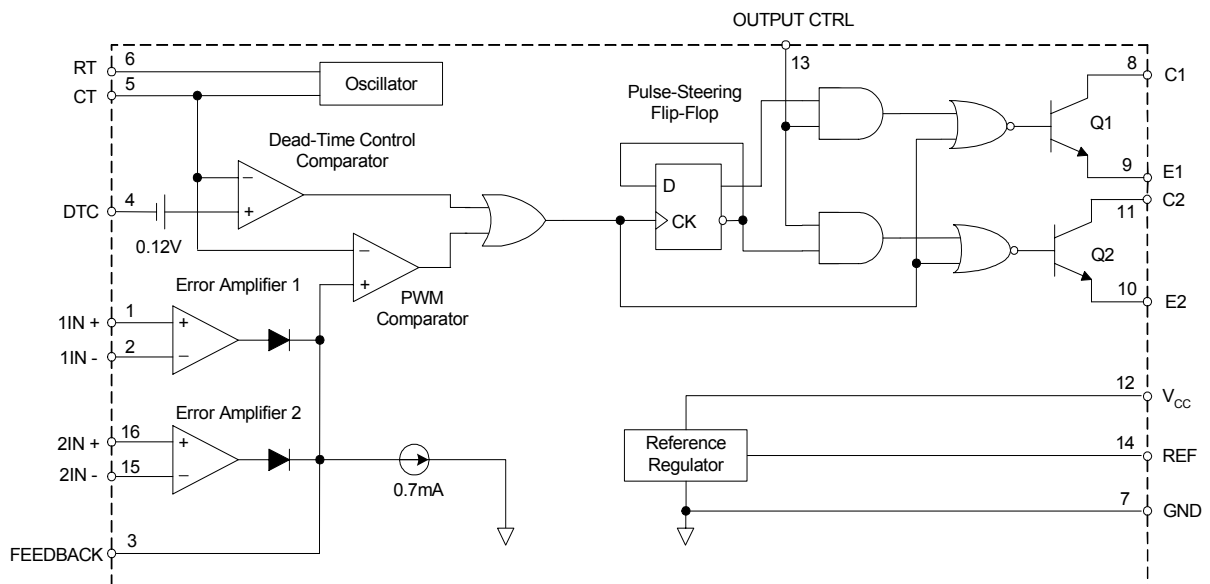 OUTPUT CTRL
13
RT
6
Oscillator
CT
5
8
C1
Pulse-Steering
Flip-Flop
Q1
Dead-Time Control
Comparator
9
E1
D
CK
DTC
4
0.12V
−
+
C2
11
Q2
−
+
PWM
Comparator
10
E2
Error Amplifier 1
1IN +
1
+
1IN -
2
−
12
VCC
Error Amplifier 2
2IN +
16
+
2IN -
15
−
0.7mA
Reference
Regulator
14
REF
7
GND
FEEDBACK
3